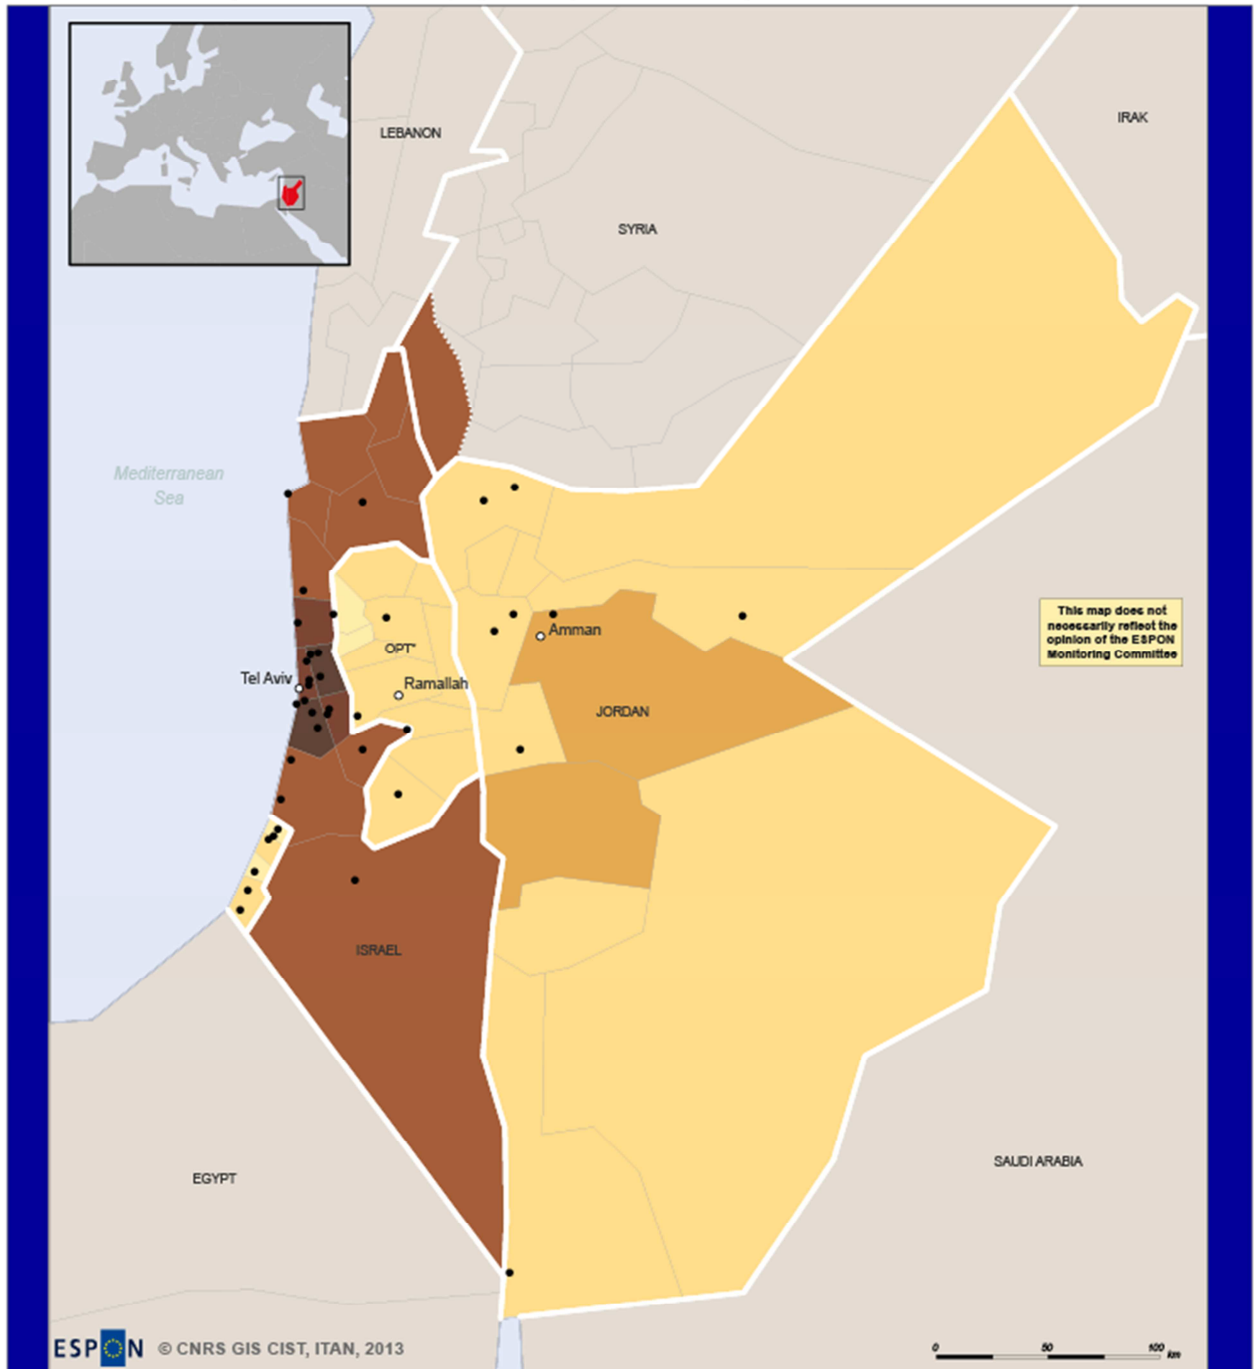 LEBANON
IRAK
SYRIA
Mediterranean
Sea
This map does not
necessarily reflect the
opinion of the ESPON
Monitoring Committee
Amman
OPT*
Tel Aviv
Ramallah
JORDAN
ISRAEL
EGYPT
SAUDI ARABIA
ESPON © CNRS GIS CIST, ITAN, 2013
0 50 100 km